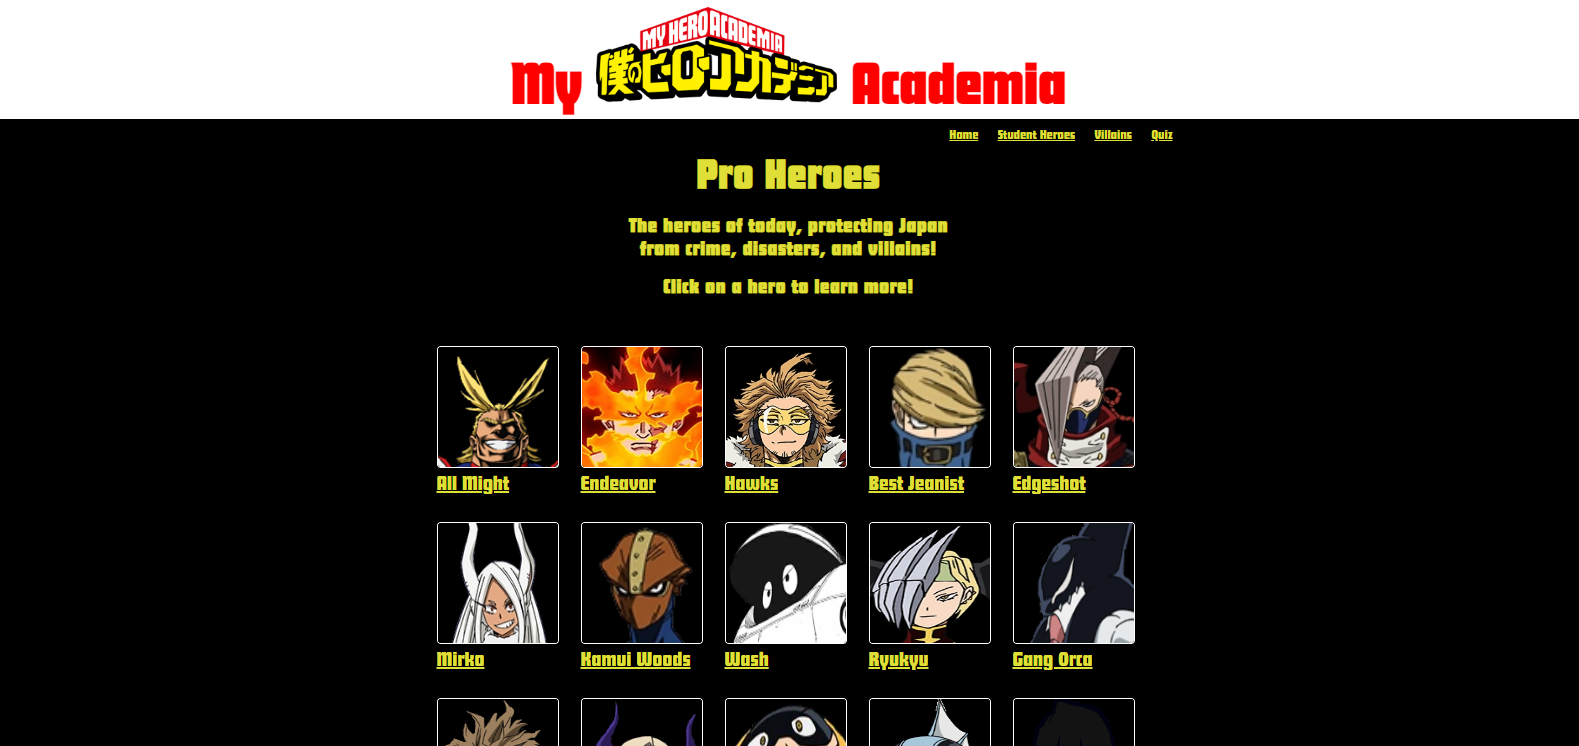 MY HERO ACADEMIA
My 僕のヒーローアカデミア Academia
Home Student Heroes Villains Quiz
Pro Heroes
The heroes of today, protecting Japan
from crime, disasters, and villains!
Click on a hero to learn more!
All Might Endeavor Hawks Best Jeanist Edgeshot
Mirko Kamui Woods Wash Ryukyu Gang Orca